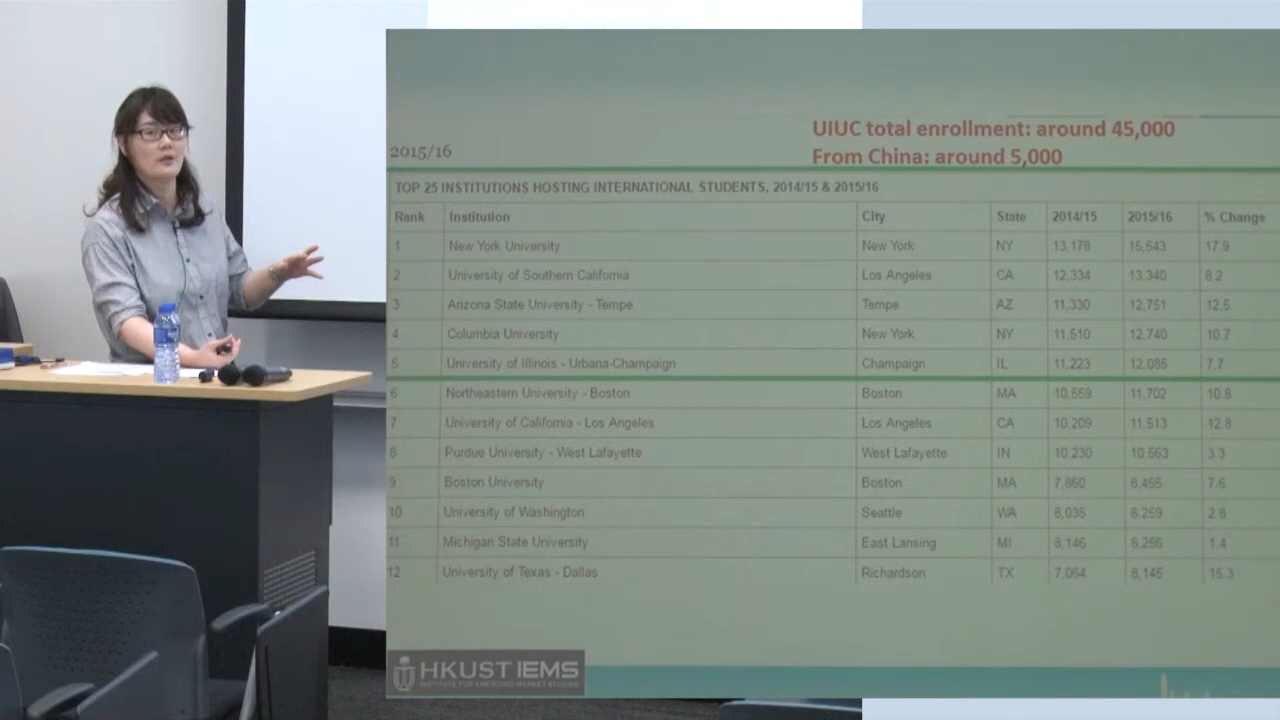 UIUC total enrollment: around 45,000
2015/16
From China: around 5,000
TOP 25 INSTITUTIONS HOSTING INTERNATIONAL STUDENTS, 2014/15 & 2015/16
Rank Institution City State 2014/15 2015/16 % Change
1 New York University New York NY 13,178 15,543 17.9
2 University of Southern California Los Angeles CA 12,334 13,340 8.2
3 Arizona State University - Tempe Tempe AZ 11,330 12,751 12.5
4 Columbia University New York NY 11,510 12,740 10.7
5 University of Illinois - Urbana-Champaign Champaign IL 11,223 12,085 7.7
6 Northeastern University - Boston Boston MA 10,559 11,702 10.8
7 University of California - Los Angeles Los Angeles CA 10,209 11,513 12.8
8 Purdue University - West Lafayette West Lafayette IN 10,230 10,563 3.3
9 Boston University Boston MA 7,860 8,455 7.6
10 University of Washington Seattle WA 8,035 8,259 2.8
11 Michigan State University East Lansing MI 8,146 8,256 1.4
12 University of Texas - Dallas Richardson TX 7,064 8,145 15.3
HKUST IEMS
INSTITUTE FOR EMERGING MARKET STUDIES